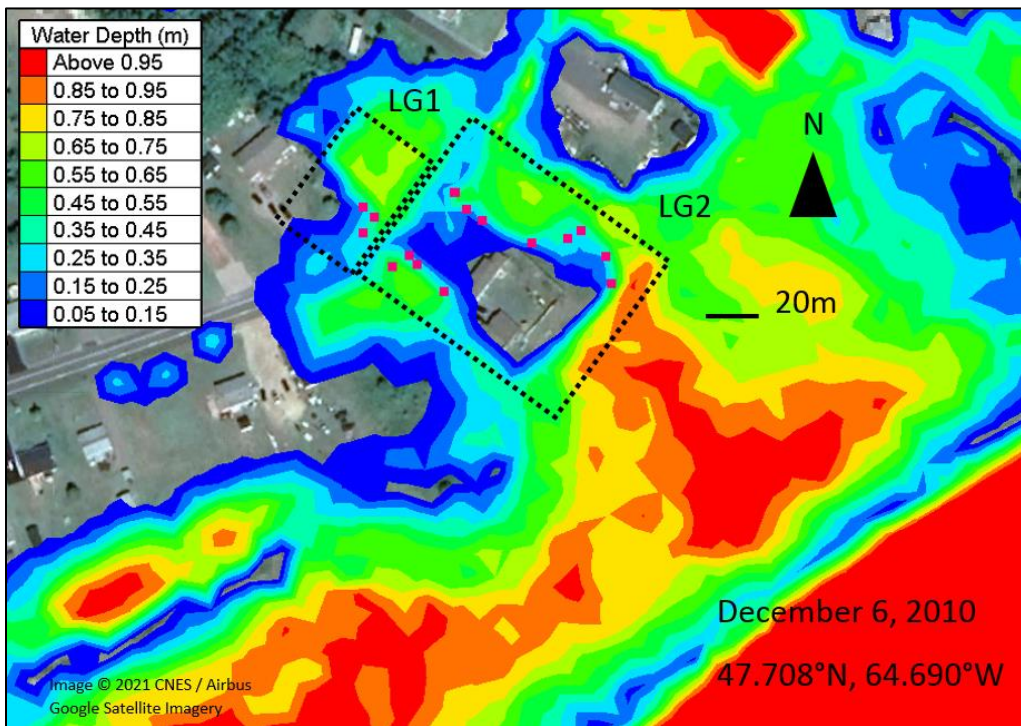 Water Depth (m)
Above 0.95
0.85 to 0.95
0.75 to 0.85
0.65 to 0.75
0.55 to 0.65
0.45 to 0.55
0.35 to 0.45
0.25 to 0.35
0.15 to 0.25
0.05 to 0.15
LG1
LG2
N
20m
December 6, 2010
47.708°N, 64.690°W
Image © 2021 CNES / Airbus
Google Satellite Imagery